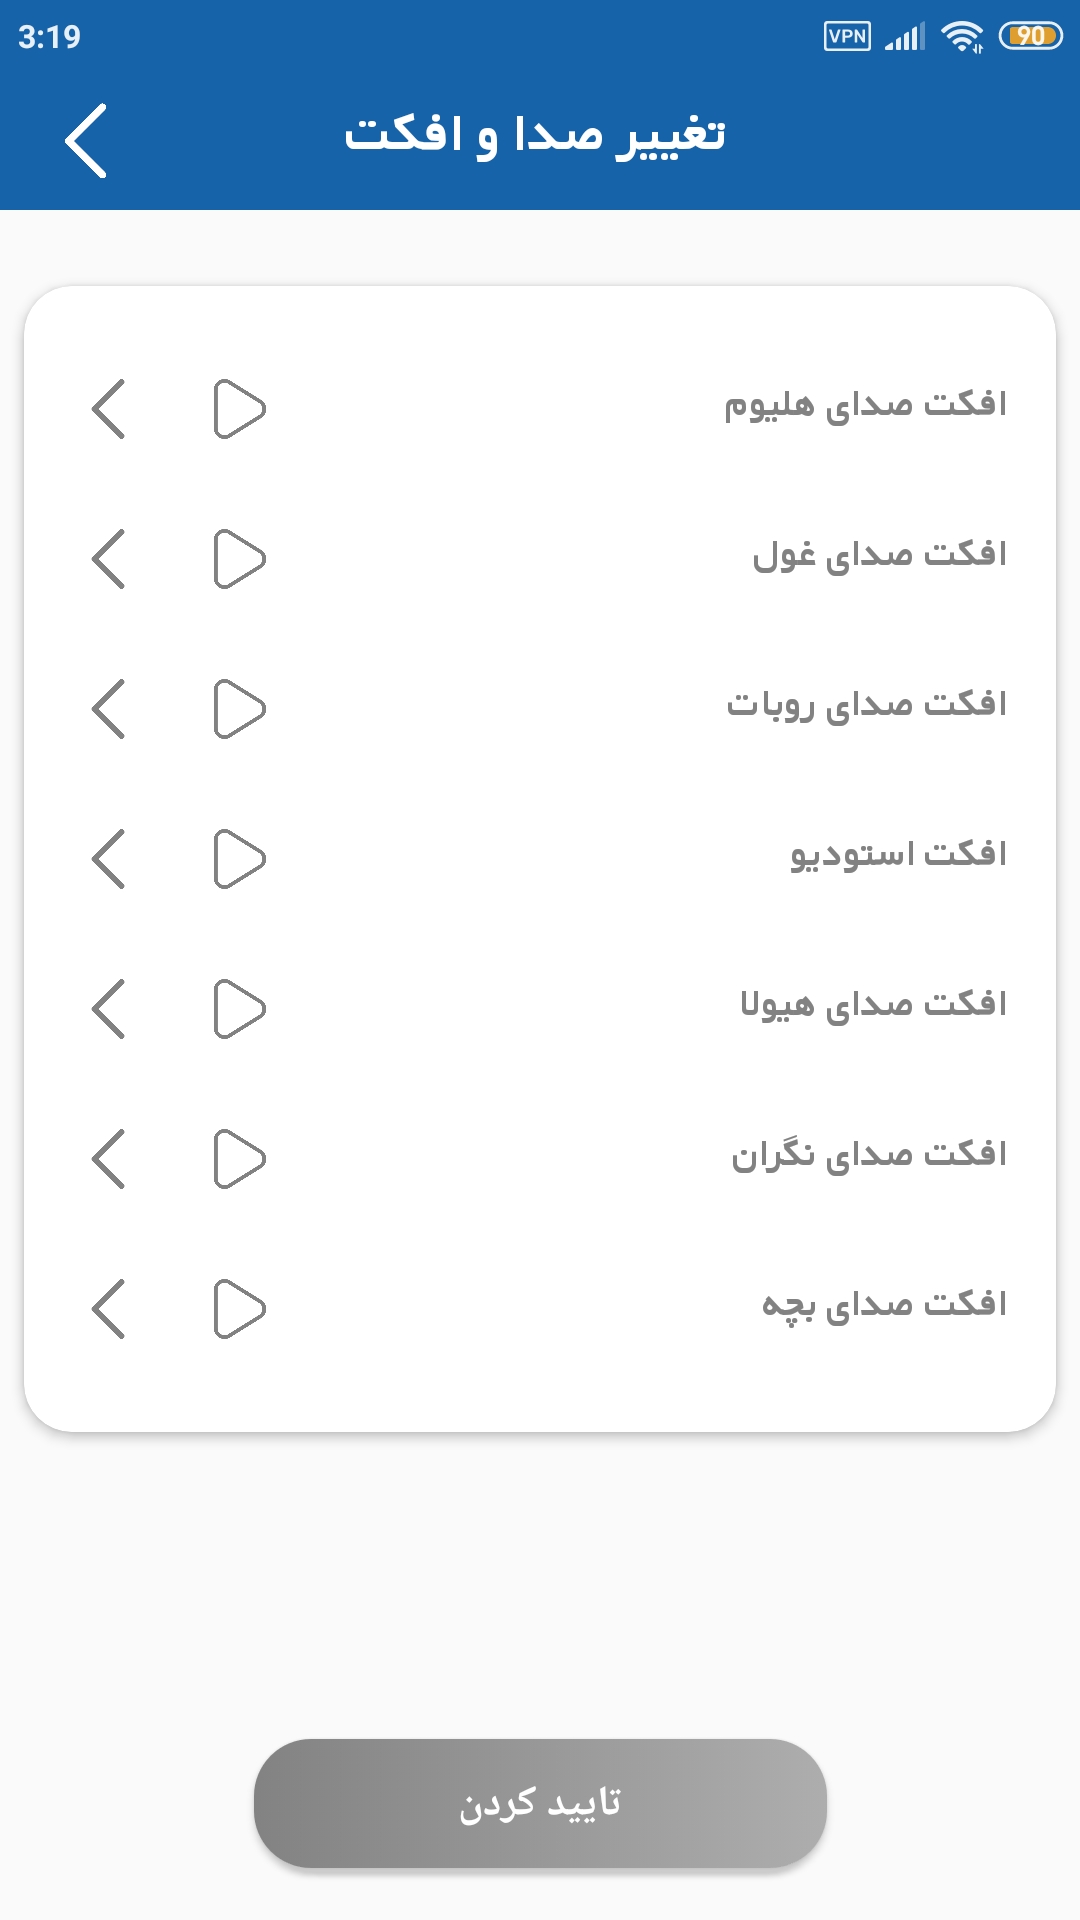 3:19
VPN
90
تغییر صدا و افکت
افکت صدای هلیوم
افکت صدای غول
افکت صدای روبات
افکت استودیو
افکت صدای هیولا
افکت صدای نگران
افکت صدای بچه
تایید کردن